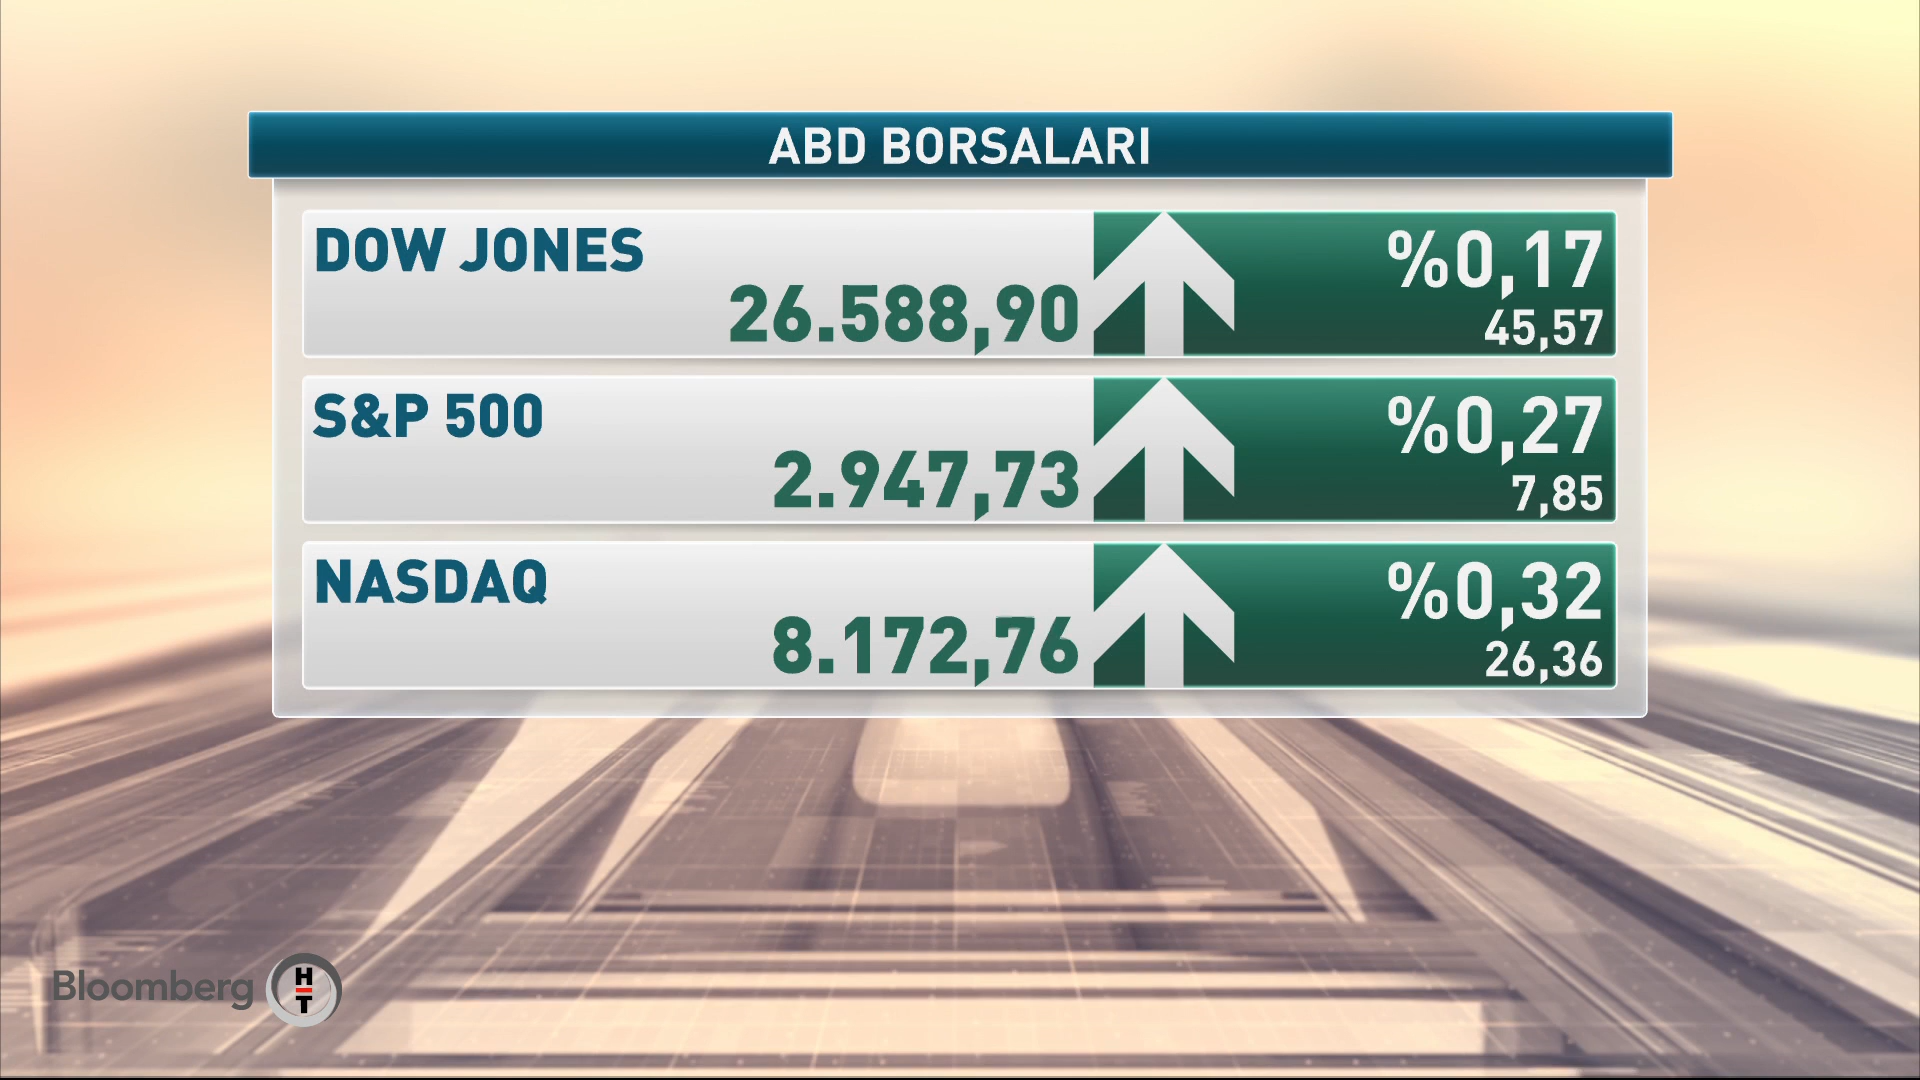 ABD BORSALARI
DOW JONES
26.588,90
%0,17
45,57
S&P 500
2.947,73
%0,27
7,85
NASDAQ
8.172,76
%0,32
26,36
Bloomberg HT